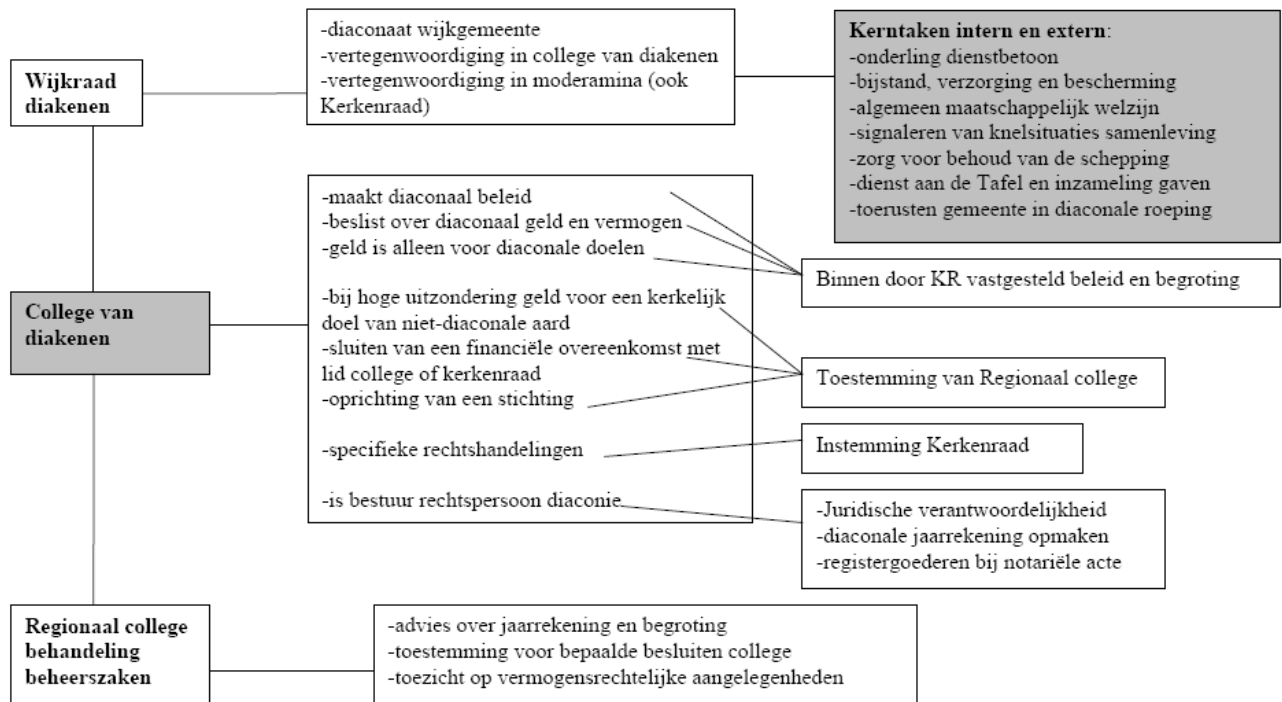 Wijkraad
diakenen
-diaconaat wijkgemeente
-vertegenwoordiging in college van diakenen
-vertegenwoordiging in moderamina (ook
Kerkenraad)
Kerntaken intern en extern:
-onderling dienstbetoon
-bijstand, verzorging en bescherming
-algemeen maatschappelijk welzijn
-signaleren van knelsituaties samenleving
-zorg voor behoud van de schepping
-dienst aan de Tafel en inzameling gaven
-toerusten gemeente in diaconale roeping
College van
diakenen
-maakt diaconaal beleid
-beslist over diaconaal geld en vermogen
-geld is alleen voor diaconale doelen
-bij hoge uitzondering geld voor een kerkelijk
doel van niet-diaconale aard
-sluiten van een financiële overeenkomst met
lid college of kerkenraad
-oprichting van een stichting
-specifieke rechtshandelingen
-is bestuur rechtspersoon diaconie
Binnen door KR vastgesteld beleid en begroting
Toestemming van Regionaal college
Instemming Kerkenraad
-Juridische verantwoordelijkheid
-diaconale jaarrekening opmaken
-registergoederen bij notariële acte
Regionaal college
behandeling
beheerszaken
-advies over jaarrekening en begroting
-toestemming voor bepaalde besluiten college
-toezicht op vermogensrechtelijke aangelegenheden